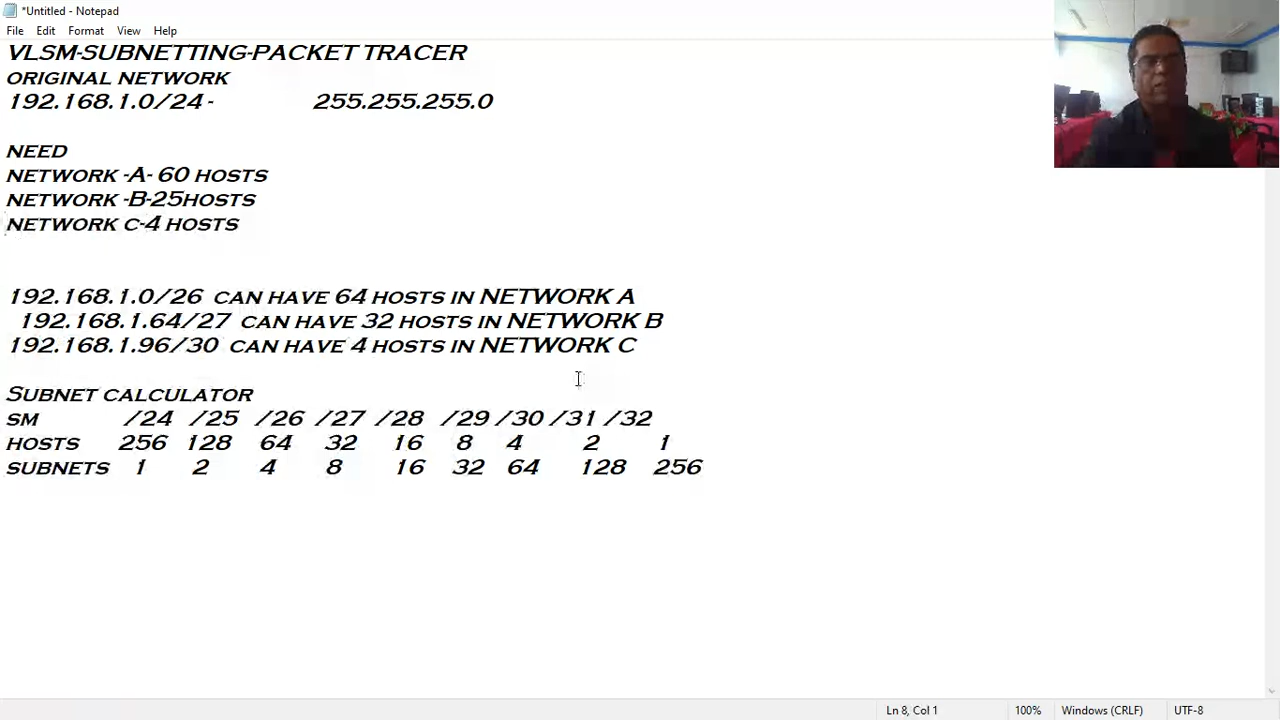 *Untitled - Notepad
File Edit Format View Help
VLSM-SUBNETTING-PACKET TRACER
ORIGINAL NETWORK
192.168.1.0/24 - 255.255.255.0
NEED
NETWORK -A- 60 HOSTS
NETWORK -B-25HOSTS
NETWORK C-4 HOSTS
192.168.1.0/26 CAN HAVE 64 HOSTS IN NETWORK A
192.168.1.64/27 CAN HAVE 32 HOSTS IN NETWORK B
192.168.1.96/30 CAN HAVE 4 HOSTS IN NETWORK C
SUBNET CALCULATOR
SM /24 /25 /26 /27 /28 /29 /30 /31 /32
HOSTS 256 128 64 32 16 8 4 2 1
SUBNETS 1 2 4 8 16 32 64 128 256
Ln 8, Col 1 100% Windows (CRLF) UTF-8